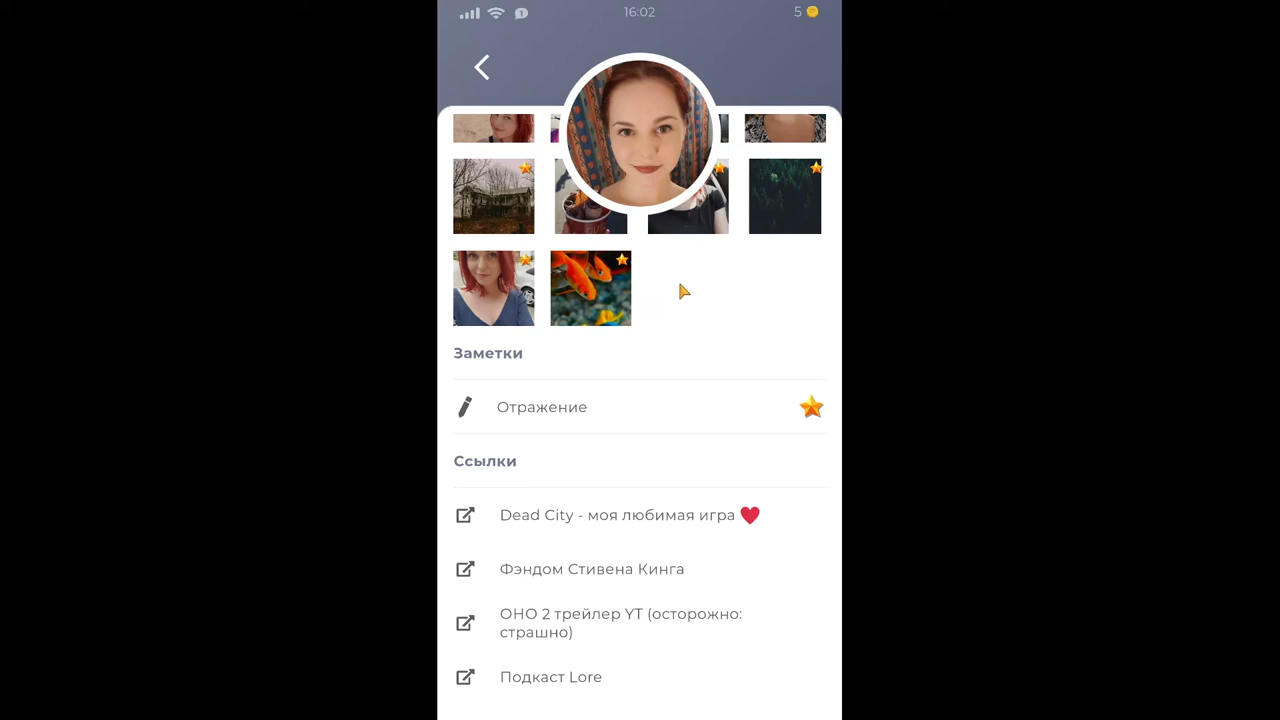 1
16:02
5
Заметки
Отражение
Ссылки
Dead City - моя любимая игра ❤️
Фэндом Стивена Кинга
ОНО 2 трейлер YT (осторожно:
страшно)
Подкаст Lore